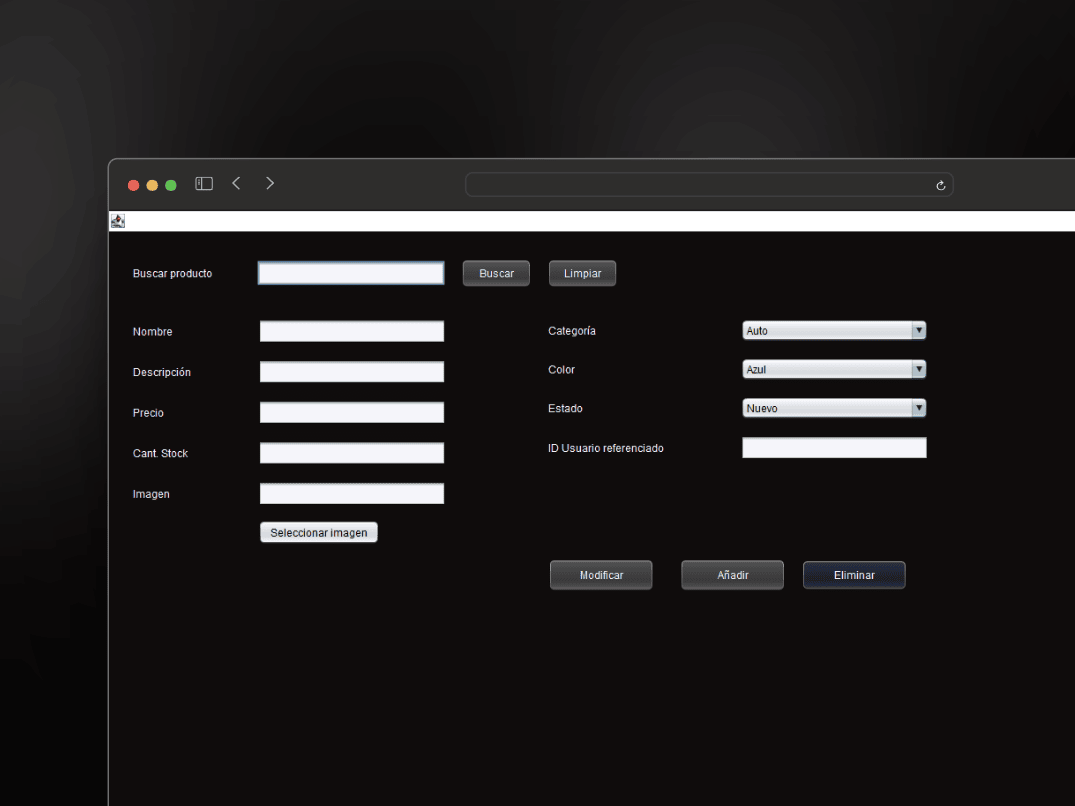 Buscar producto Buscar Limpiar
Nombre Categoría Auto
Descripción Color Azul
Precio Estado Nuevo
Cant. Stock ID Usuario referenciado
Imagen
Seleccionar imagen
Modificar Añadir Eliminar